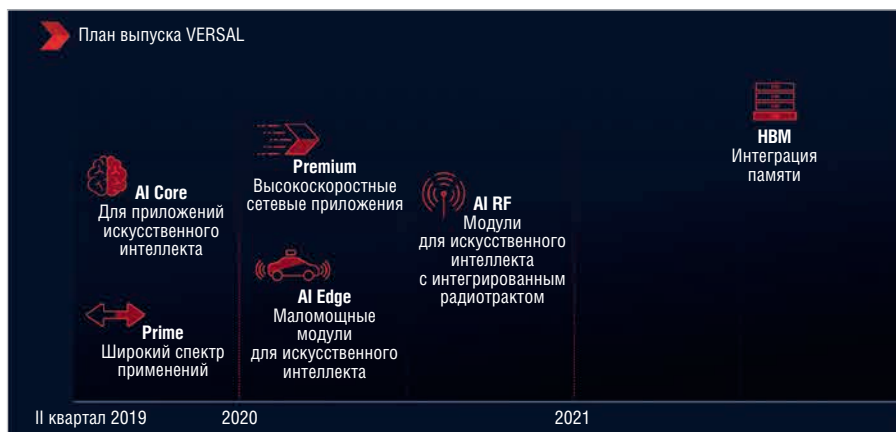 План выпуска VERSAL
AI Core
Для приложений
искусственного
интеллекта
Prime
Широкий спектр
применений
Premium
Высокоскоростные
сетевые приложения
AI Edge
Маломощные
модули
для искусственного
интеллекта
AI RF
Модули
для искусственного
интеллекта
с интегрированным
радиотрактом
HBM
Интеграция
памяти
II квартал 2019
2020
2021